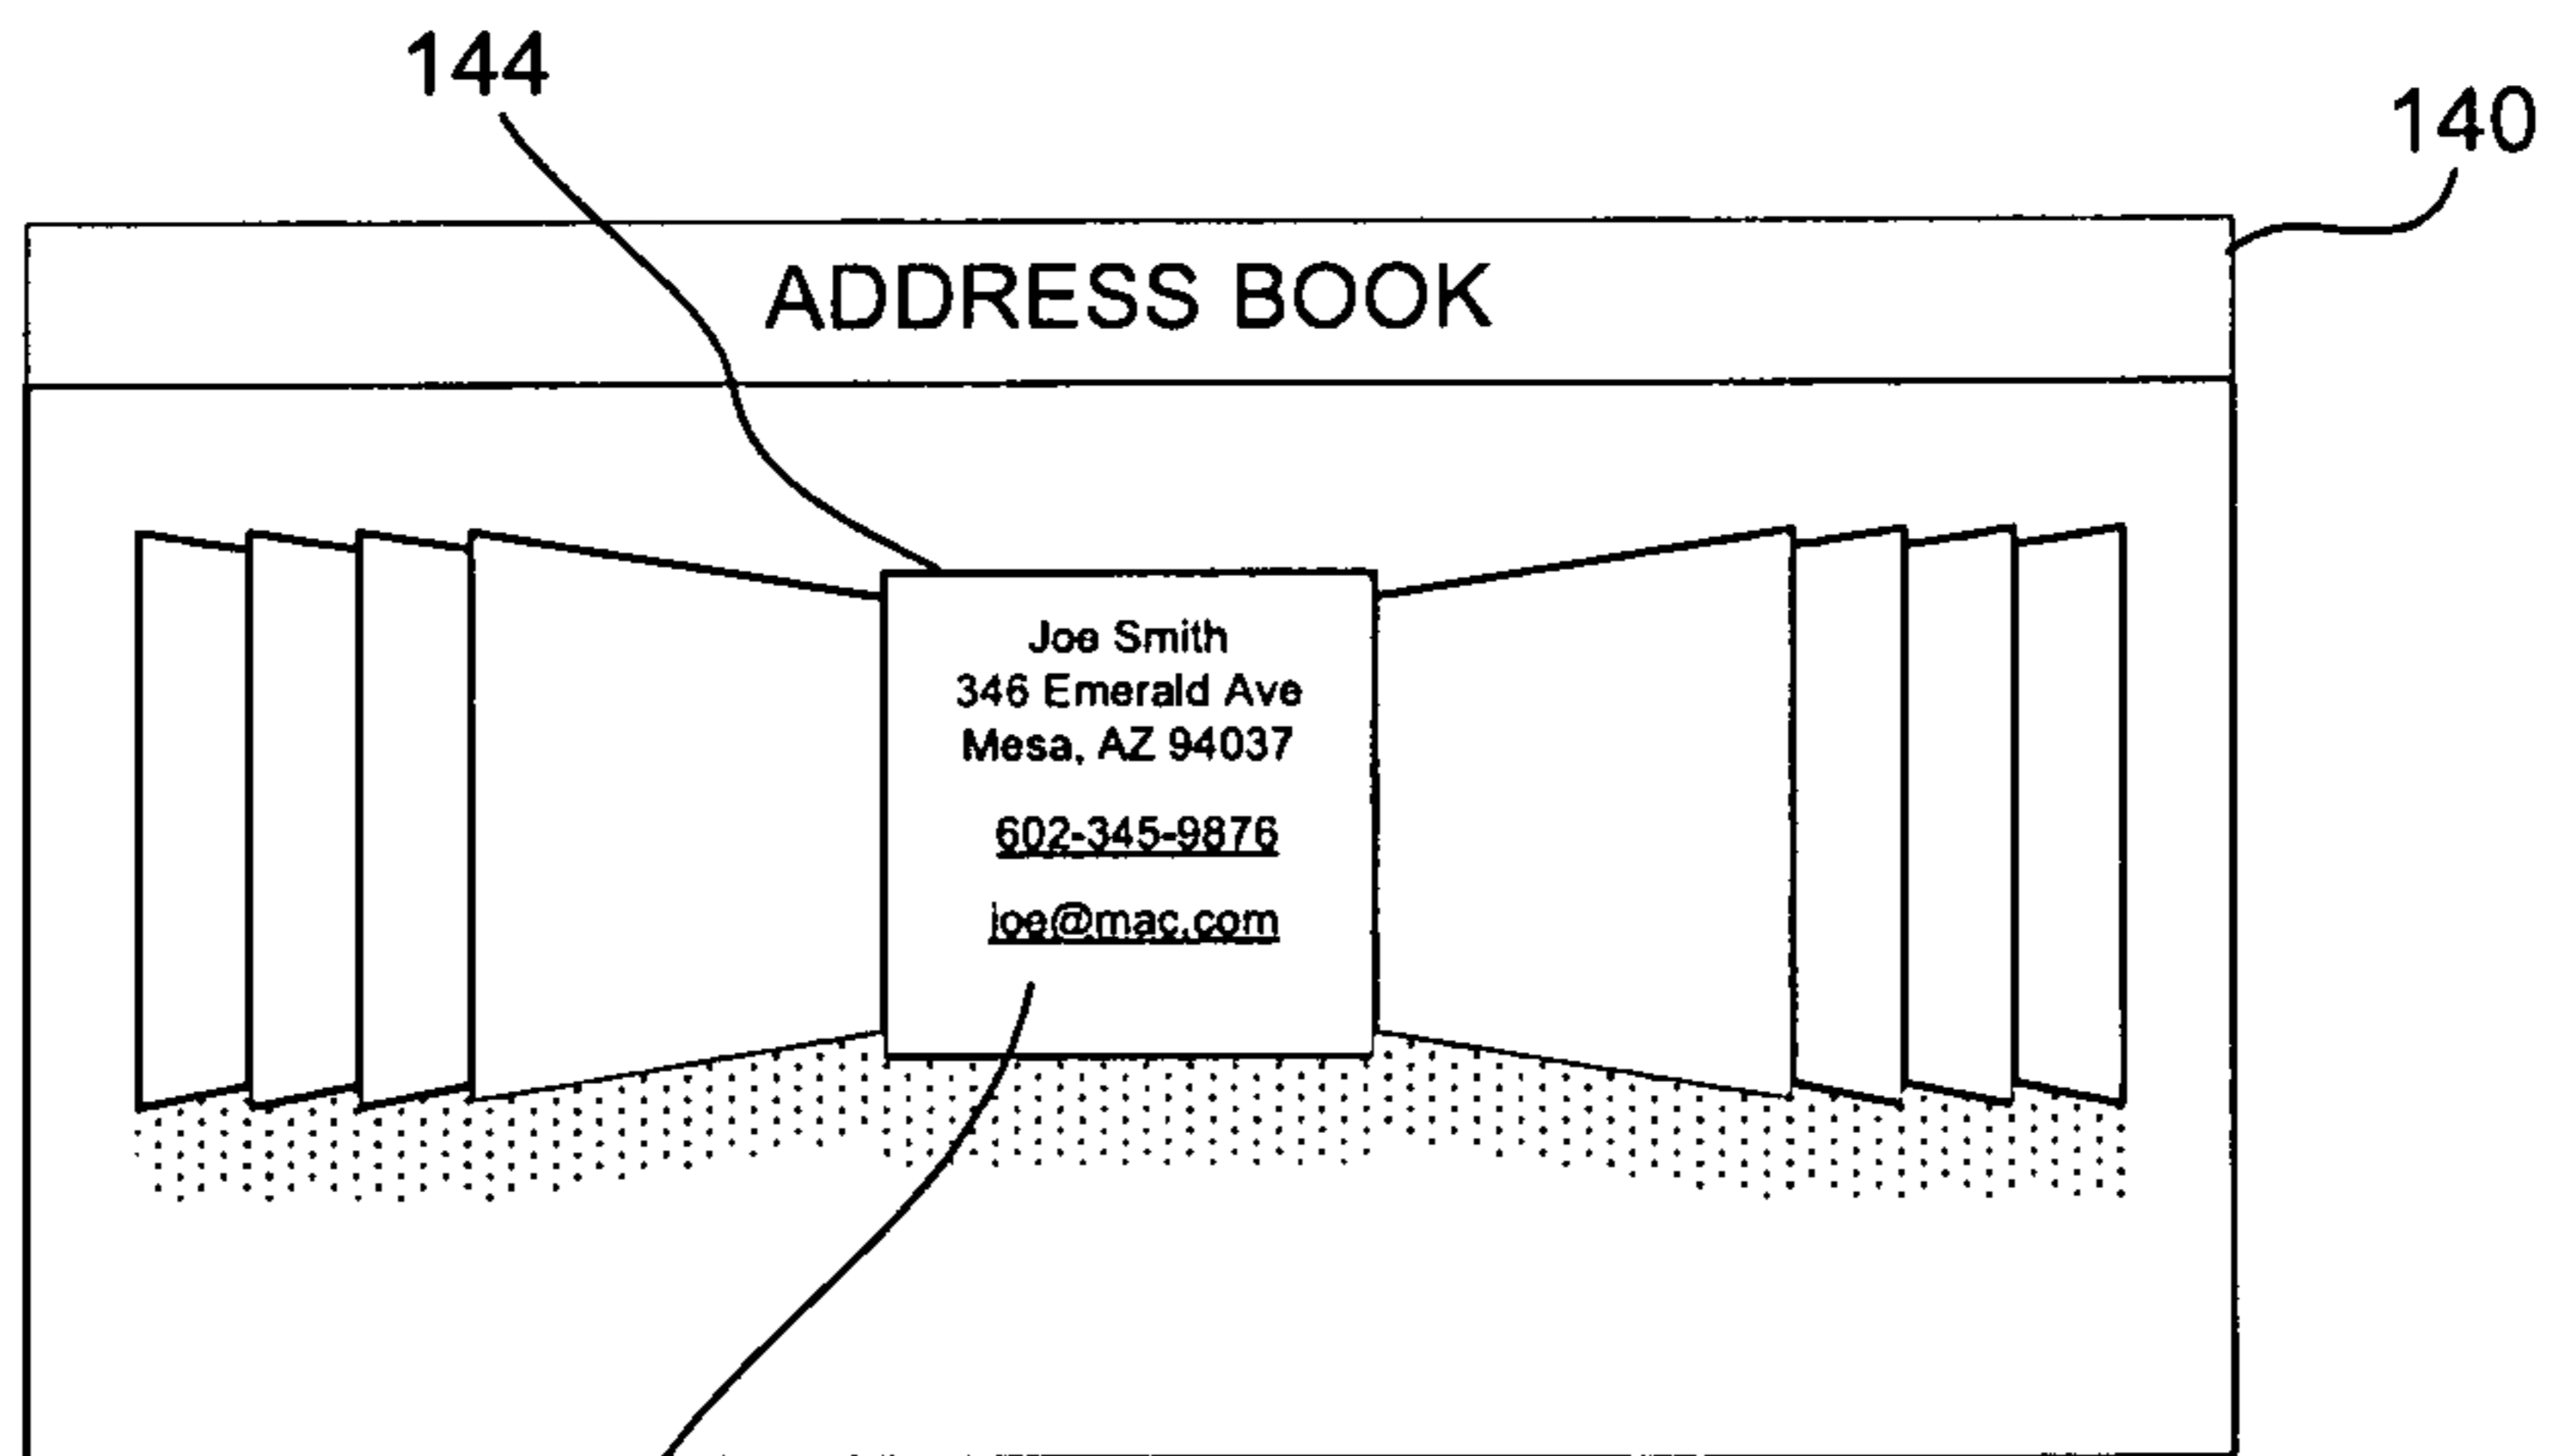 144
140
ADDRESS BOOK
Joe Smith
346 Emerald Ave
Mesa, AZ 94037
602-345-9876
joe@mac.com